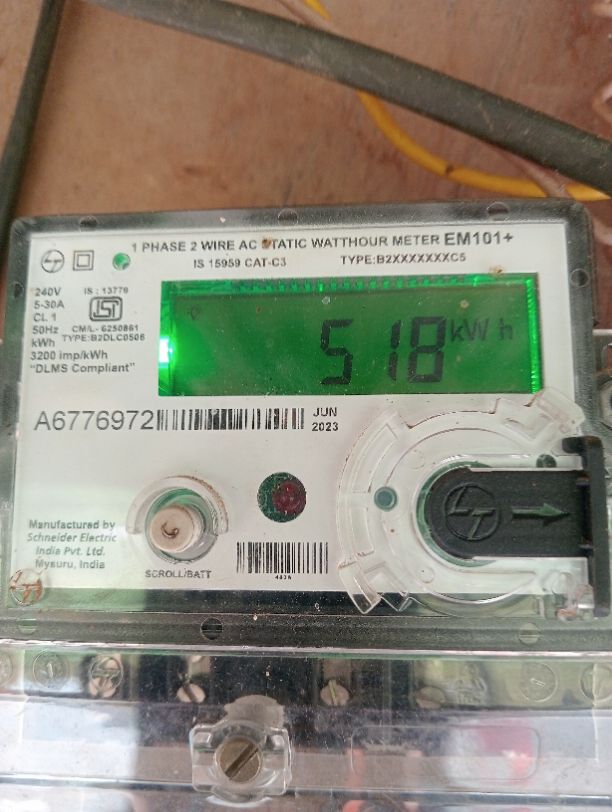 1 PHASE 2 WIRE AC STATIC WATTHOUR METER EM101+
IS 15959 CAT-C3 TYPE:B2XXXXXXXC5
240V
5-30A
CL 1
50Hz
kWh
3200 imp/kWh
"DLMS Compliant"
IS : 13779
ISI
CM/L- 6250861
TYPE:B2DLC0506
518 kWh
A6776972
JUN
2023
Manufactured by
Schneider Electric
India Pvt. Ltd.
Mysuru, India
SCROLL/BATT
LT